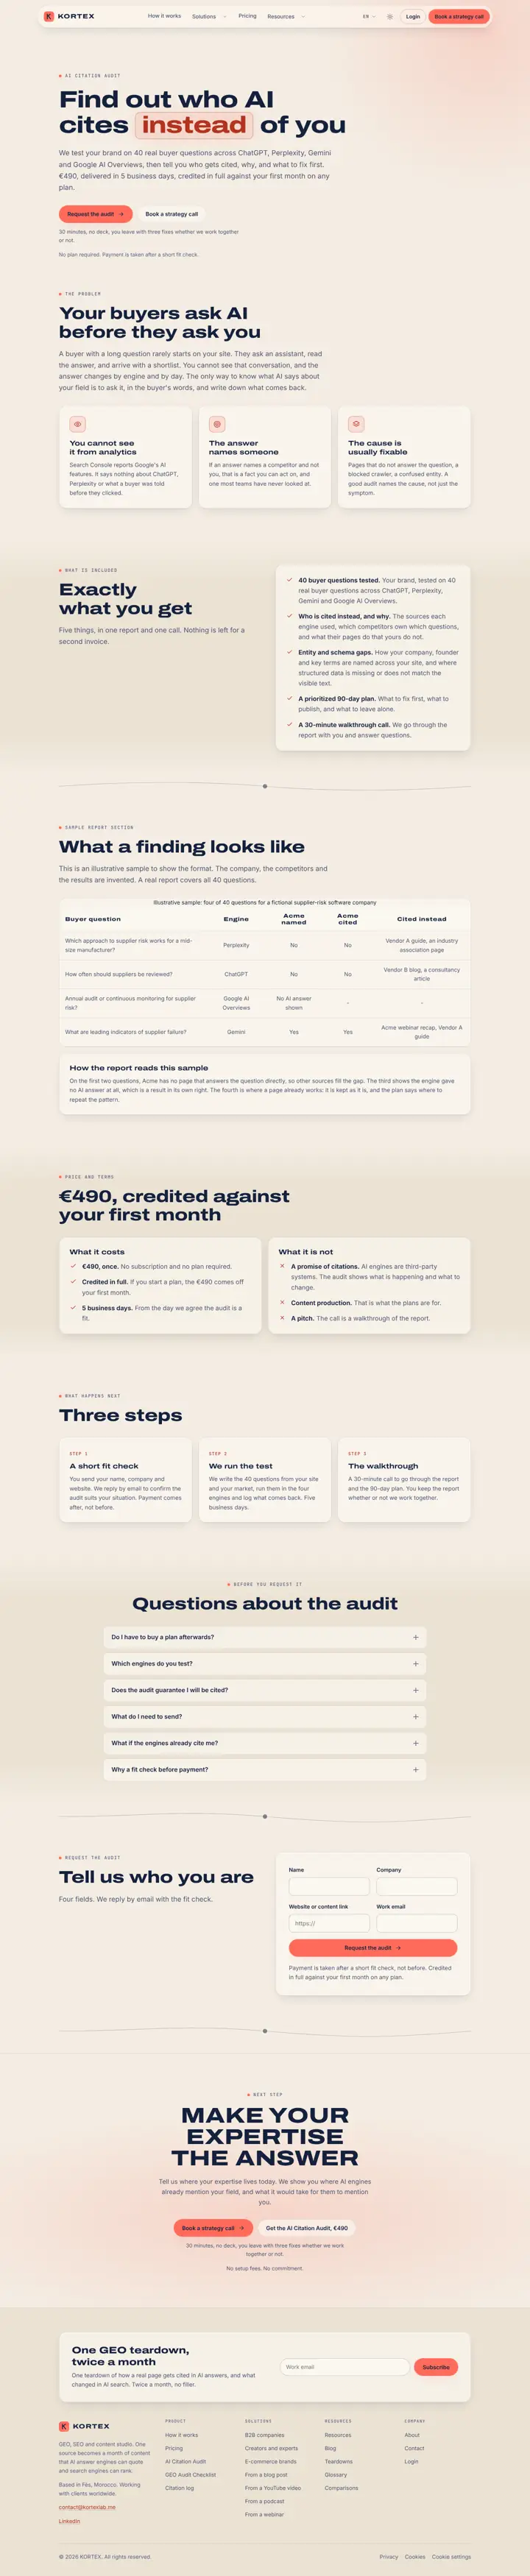 KORTEX
How it works
Solutions
Pricing
Resources
EN
Login
Book a strategy call
AI CITATION AUDIT
Find out who AI
cites instead of you
We test your brand on 40 real buyer questions across ChatGPT, Perplexity, Gemini
and Google AI Overviews, then tell you who gets cited, why, and what to fix first.
€490, delivered in 5 business days, credited in full against your first month on any
plan.
Request the audit →
Book a strategy call
30 minutes, no deck, you leave with three fixes whether we work together
or not.
No plan required. Payment is taken after a short fit check.
THE PROBLEM
Your buyers ask AI
before they ask you
A buyer with a long question rarely starts on your site. They ask an assistant, read
the answer, and arrive with a shortlist. You cannot see that conversation, and the
answer changes by engine and by day. The only way to know what AI says about
your field is to ask it, in the buyer's words, and write down what comes back.
You cannot see
it from analytics
Search Console reports Google's AI
features. It says nothing about ChatGPT,
Perplexity or what a buyer was told
before they clicked.
The answer
names someone
If an answer names a competitor and not
you, that is a fact you can act on, and
one most teams have never looked at.
The cause is
usually fixable
Pages that do not answer the question, a
blocked crawler, a confused entity. A
good audit names the cause, not just the
symptom.
WHAT IS INCLUDED
Exactly
what you get
Five things, in one report and one call. Nothing is left for a
second invoice.
40 buyer questions tested. Your brand, tested on 40
real buyer questions across ChatGPT, Perplexity,
Gemini and Google AI Overviews.
Who is cited instead, and why. The sources each
engine used, which competitors own which questions,
and what their pages do that yours do not.
Entity and schema gaps. How your company, founder
and key terms are named across your site, and where
structured data is missing or does not match the
visible text.
A prioritized 90-day plan. What to fix first, what to
publish, and what to leave alone.
A 30-minute walkthrough call. We go through the
report with you and answer questions.
SAMPLE REPORT SECTION
What a finding looks like
This is an illustrative sample to show the format. The company, the competitors and
the results are invented. A real report covers all 40 questions.
Illustrative sample: four of 40 questions for a fictional supplier-risk software company
Buyer question
Engine
Acme
named
Acme
cited
Cited instead
Which approach to supplier risk works for a mid-
size manufacturer?
Perplexity
No
No
Vendor A guide, an industry
association page
How often should suppliers be reviewed?
ChatGPT
No
No
Vendor B blog, a consultancy
article
Annual audit or continuous monitoring for supplier
risk?
Google AI
Overviews
No AI answer
shown
-
-
What are leading indicators of supplier failure?
Gemini
Yes
Yes
Acme webinar recap, Vendor A
guide
How the report reads this sample
On the first two questions, Acme has no page that answers the question directly, so other sources fill the gap. The third shows the engine gave
no AI answer at all, which is a result in its own right. The fourth is where a page already works: it is kept as it is, and the plan says where to
repeat the pattern.
PRICE AND TERMS
€490, credited against
your first month
What it costs
€490, once. No subscription and no plan required.
Credited in full. If you start a plan, the €490 comes off
your first month.
5 business days. From the day we agree the audit is a
fit.
What it is not
A promise of citations. AI engines are third-party
systems. The audit shows what is happening and what to
change.
Content production. That is what the plans are for.
A pitch. The call is a walkthrough of the report.
WHAT HAPPENS NEXT
Three steps
STEP 1
A short fit check
You send your name, company and
website. We reply by email to confirm the
audit suits your situation. Payment comes
after, not before.
STEP 2
We run the test
We write the 40 questions from your site
and your market, run them in the four
engines and log what comes back. Five
business days.
STEP 3
The walkthrough
A 30-minute call to go through the report
and the 90-day plan. You keep the report
whether or not we work together.
BEFORE YOU REQUEST IT
Questions about the audit
Do I have to buy a plan afterwards?
Which engines do you test?
Does the audit guarantee I will be cited?
What do I need to send?
What if the engines already cite me?
Why a fit check before payment?
REQUEST THE AUDIT
Tell us who you are
Four fields. We reply by email with the fit check.
Name
Company
Website or content link
Work email
https://
Request the audit →
Payment is taken after a short fit check, not before. Credited
in full against your first month on any plan.
NEXT STEP
MAKE YOUR
EXPERTISE
THE ANSWER
Tell us where your expertise lives today. We show you where AI engines
already mention your field, and what it would take for them to mention
you.
Book a strategy call →
Get the AI Citation Audit, €490
30 minutes, no deck, you leave with three fixes whether we work
together or not.
No setup fees. No commitment.
One GEO teardown,
twice a month
One teardown of how a real page gets cited in AI answers, and what
changed in AI search. Twice a month, no filler.
Work email
Subscribe
KORTEX
GEO, SEO and content studio. One
source becomes a month of content
that AI answer engines can quote
and search engines can rank.
Based in Fès, Morocco. Working
with clients worldwide.
contact@kortexlab.me
LinkedIn
PRODUCT
How it works
Pricing
AI Citation Audit
GEO Audit Checklist
Citation log
SOLUTIONS
B2B companies
Creators and experts
E-commerce brands
From a blog post
From a YouTube video
From a podcast
From a webinar
RESOURCES
Resources
Blog
Teardowns
Glossary
Comparisons
COMPANY
About
Contact
Login
© 2026 KORTEX. All rights reserved.
Privacy
Cookies
Cookie settings